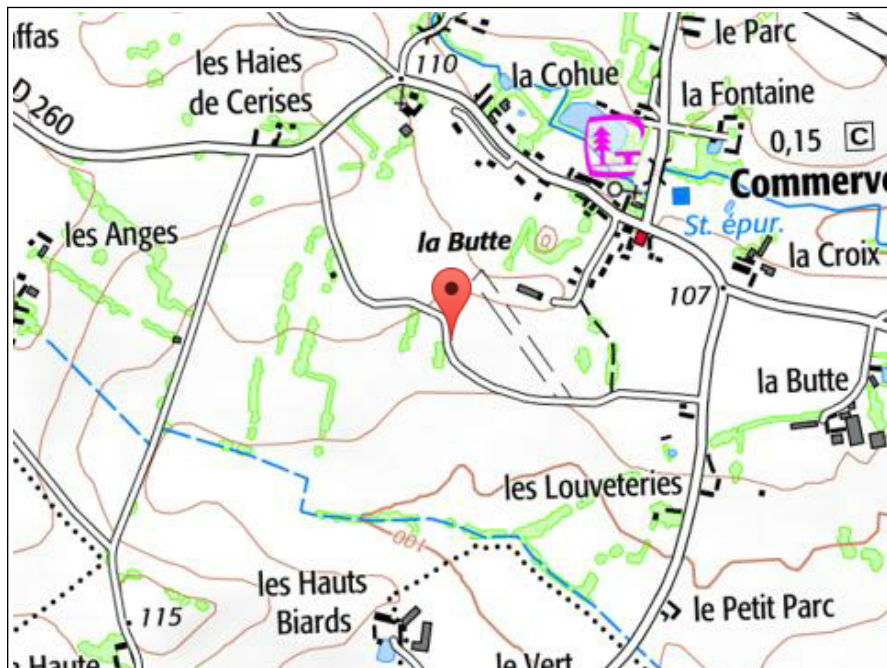 affas
le Parc
les Haies
de Cerises
110
la Cohue
la Fontaine
D 260
0,15 C
Commerve
St. épur.
les Anges
la Butte
la Croix
107
la Butte
les Louveteries
100
les Hauts
Biards
115
le Petit Parc
a Haute
le Vert